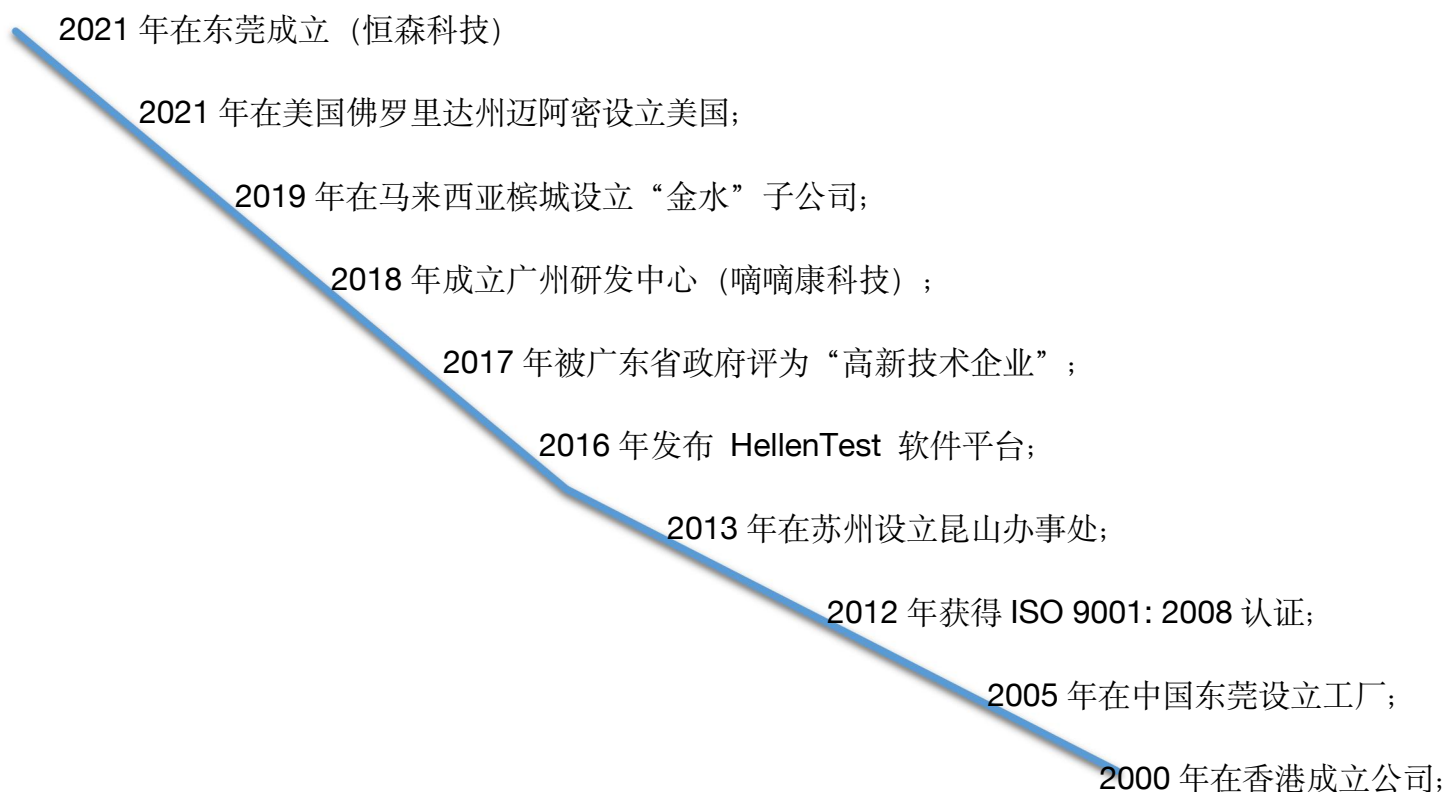 2021 年在东莞成立（恒森科技）
2021 年在美国佛罗里达州迈阿密设立美国；
2019 年在马来西亚槟城设立“金水”子公司；
2018 年成立广州研发中心（嘀嘀康科技）；
2017 年被广东省政府评为“高新技术企业”；
2016 年发布 HellenTest 软件平台；
2013 年在苏州设立昆山办事处；
2012 年获得 ISO 9001: 2008 认证；
2005 年在中国东莞设立工厂；
2000 年在香港成立公司；